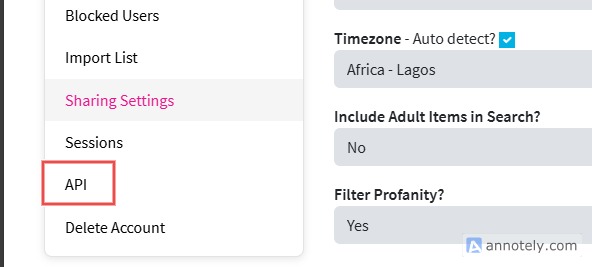 Blocked Users
Import List
Sharing Settings
Sessions
API
Delete Account
Timezone - Auto detect?
Africa - Lagos
Include Adult Items in Search?
No
Filter Profanity?
Yes
annotely.com